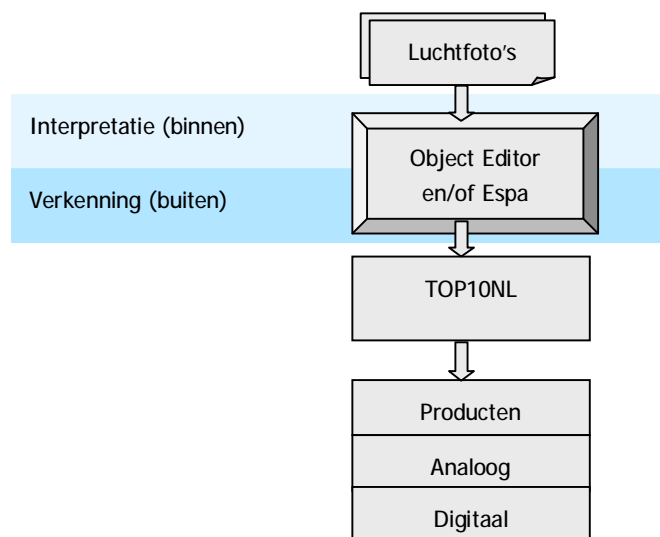 Luchtfoto's
Interpretatie (binnen)
Object Editor
en/of Espa
Verkenning (buiten)
TOP10NL
Producten
Analoog
Digitaal